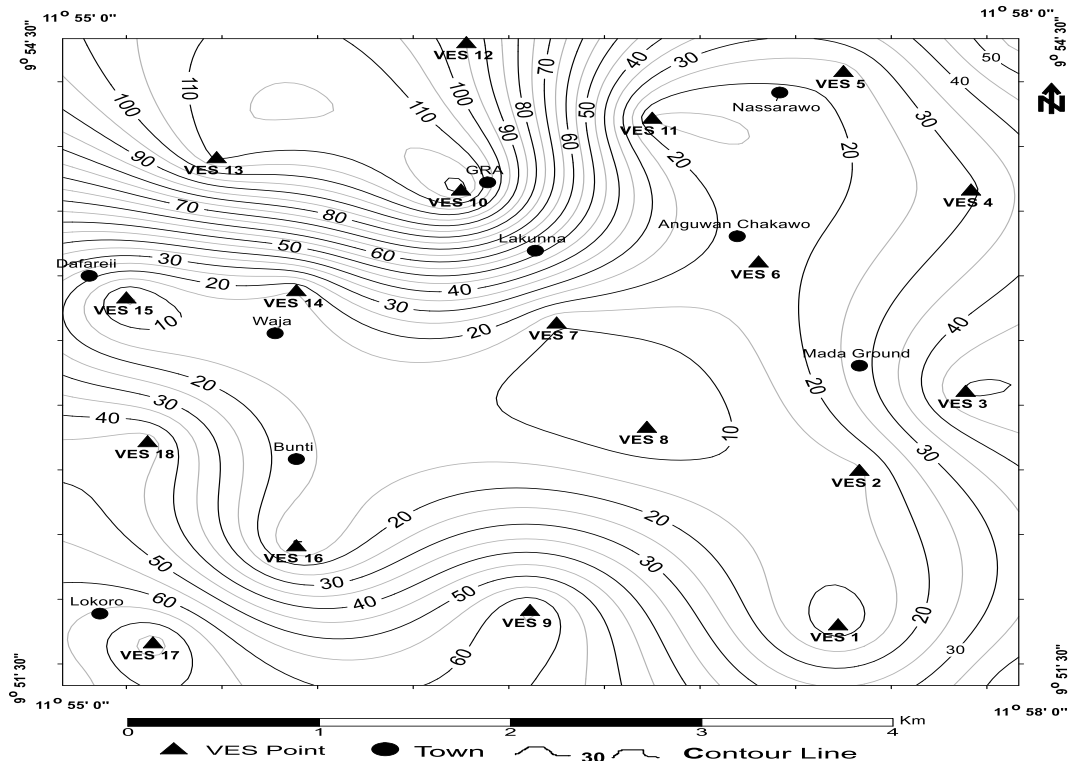 11° 55' 0"
11° 58' 0"
9° 54' 30"
9° 54' 30"
N
VES 12
VES 5
Nassarawo
VES 11
VES 13
GRA
VES 10
VES 4
Anguwan Chakawo
Lakunna
VES 6
Dafareii
VES 15
VES 14
Waja
VES 7
Mada Ground
VES 3
VES 8
VES 18
Bunti
VES 2
VES 16
Lokoro
VES 9
VES 1
VES 17
110
100
90
110
100
70
80
90
40
30
50
60
50
40
30
20
20
70
80
50
60
40
30
20
30
20
10
20
30
40
10
20
40
30
20
20
30
40
50
30
50
60
60
20
30
9° 51' 30"
9° 51' 30"
11° 55' 0"
11° 58' 0"
0 1 2 3 4 Km
VES Point Town 30 Contour Line